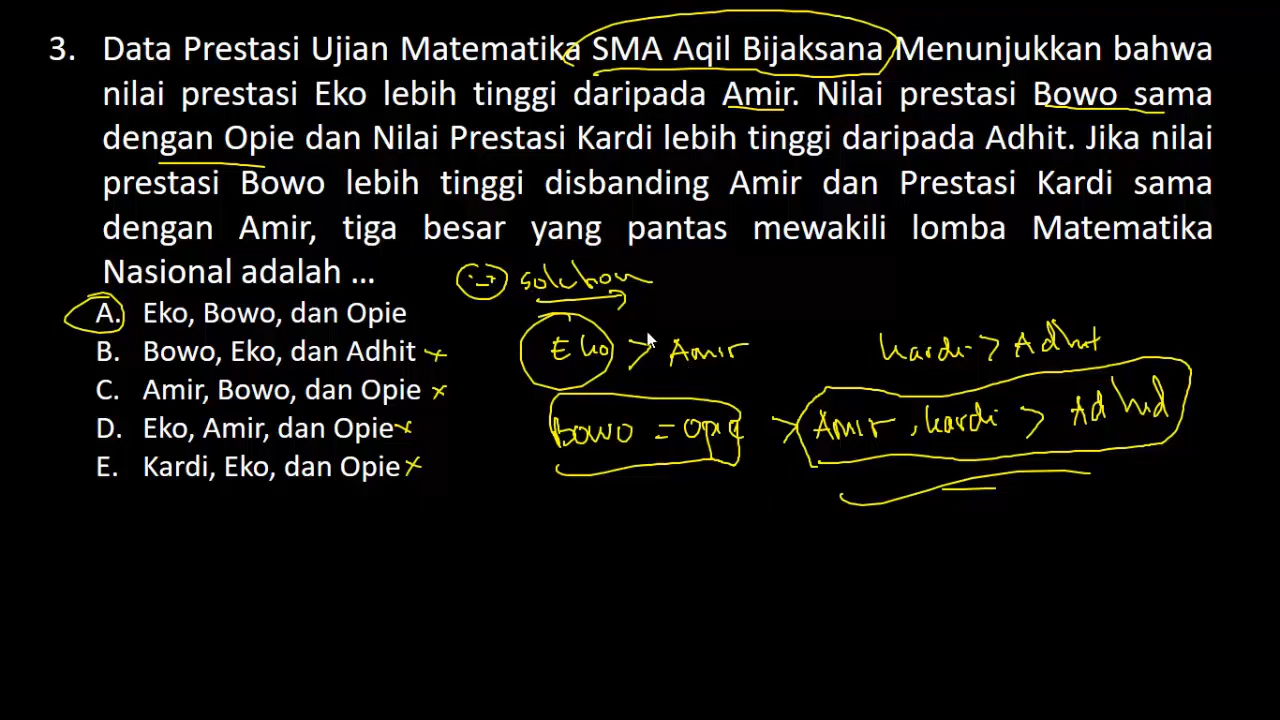 3. Data Prestasi Ujian Matematika SMA Aqil Bijaksana Menunjukkan bahwa
nilai prestasi Eko lebih tinggi daripada Amir. Nilai prestasi Bowo sama
dengan Opie dan Nilai Prestasi Kardi lebih tinggi daripada Adhit. Jika nilai
prestasi Bowo lebih tinggi disbanding Amir dan Prestasi Kardi sama
dengan Amir, tiga besar yang pantas mewakili lomba Matematika
Nasional adalah ...
solution
A. Eko, Bowo, dan Opie
B. Bowo, Eko, dan Adhit ×
C. Amir, Bowo, dan Opie ×
D. Eko, Amir, dan Opie ×
E. Kardi, Eko, dan Opie ×
Eko > Amir
kardi > Adhit
Bowo = opie > Amir, kardi > Adhid